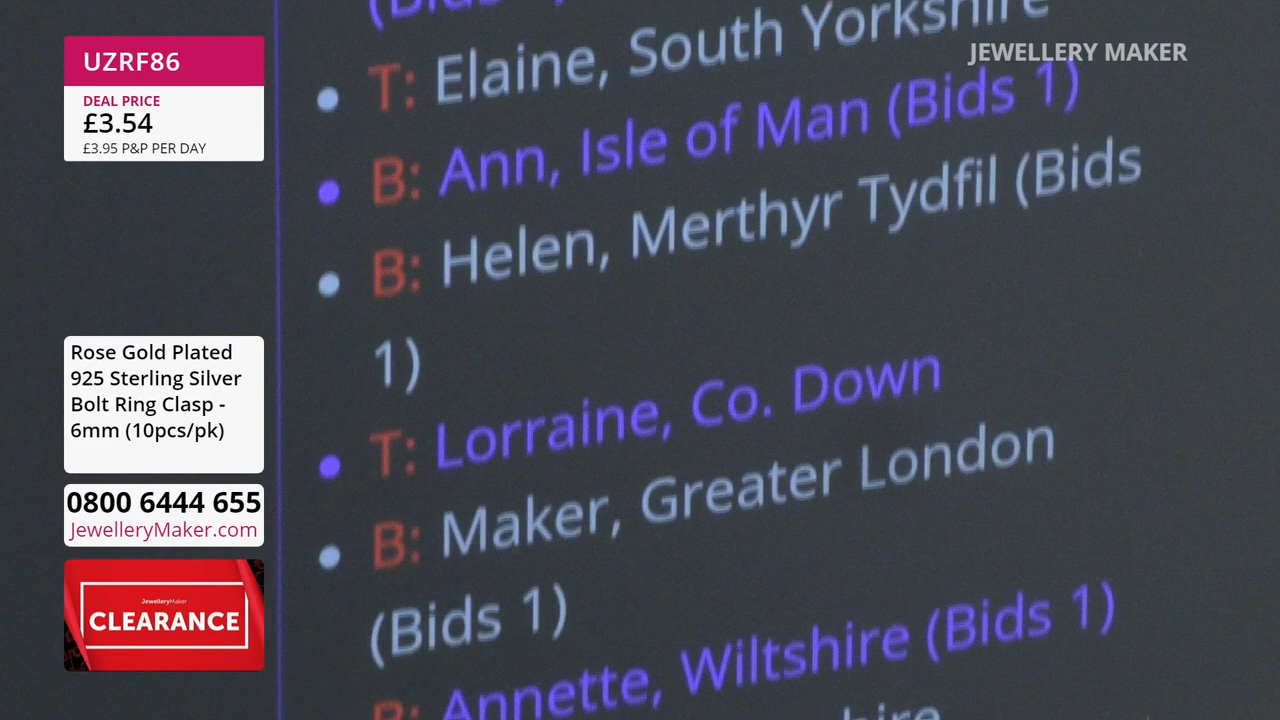 UZRF86
DEAL PRICE
£3.54
£3.95 P&P PER DAY
Rose Gold Plated
925 Sterling Silver
Bolt Ring Clasp -
6mm (10pcs/pk)
0800 6444 655
JewelleryMaker.com
JewelleryMaker
CLEARANCE
JEWELLERY MAKER
(Bids
T: Elaine, South Yorkshire
B: Ann, Isle of Man (Bids 1)
B: Helen, Merthyr Tydfil (Bids
1)
T: Lorraine, Co. Down
B: Maker, Greater London
(Bids 1)
B: Annette, Wiltshire (Bids 1)